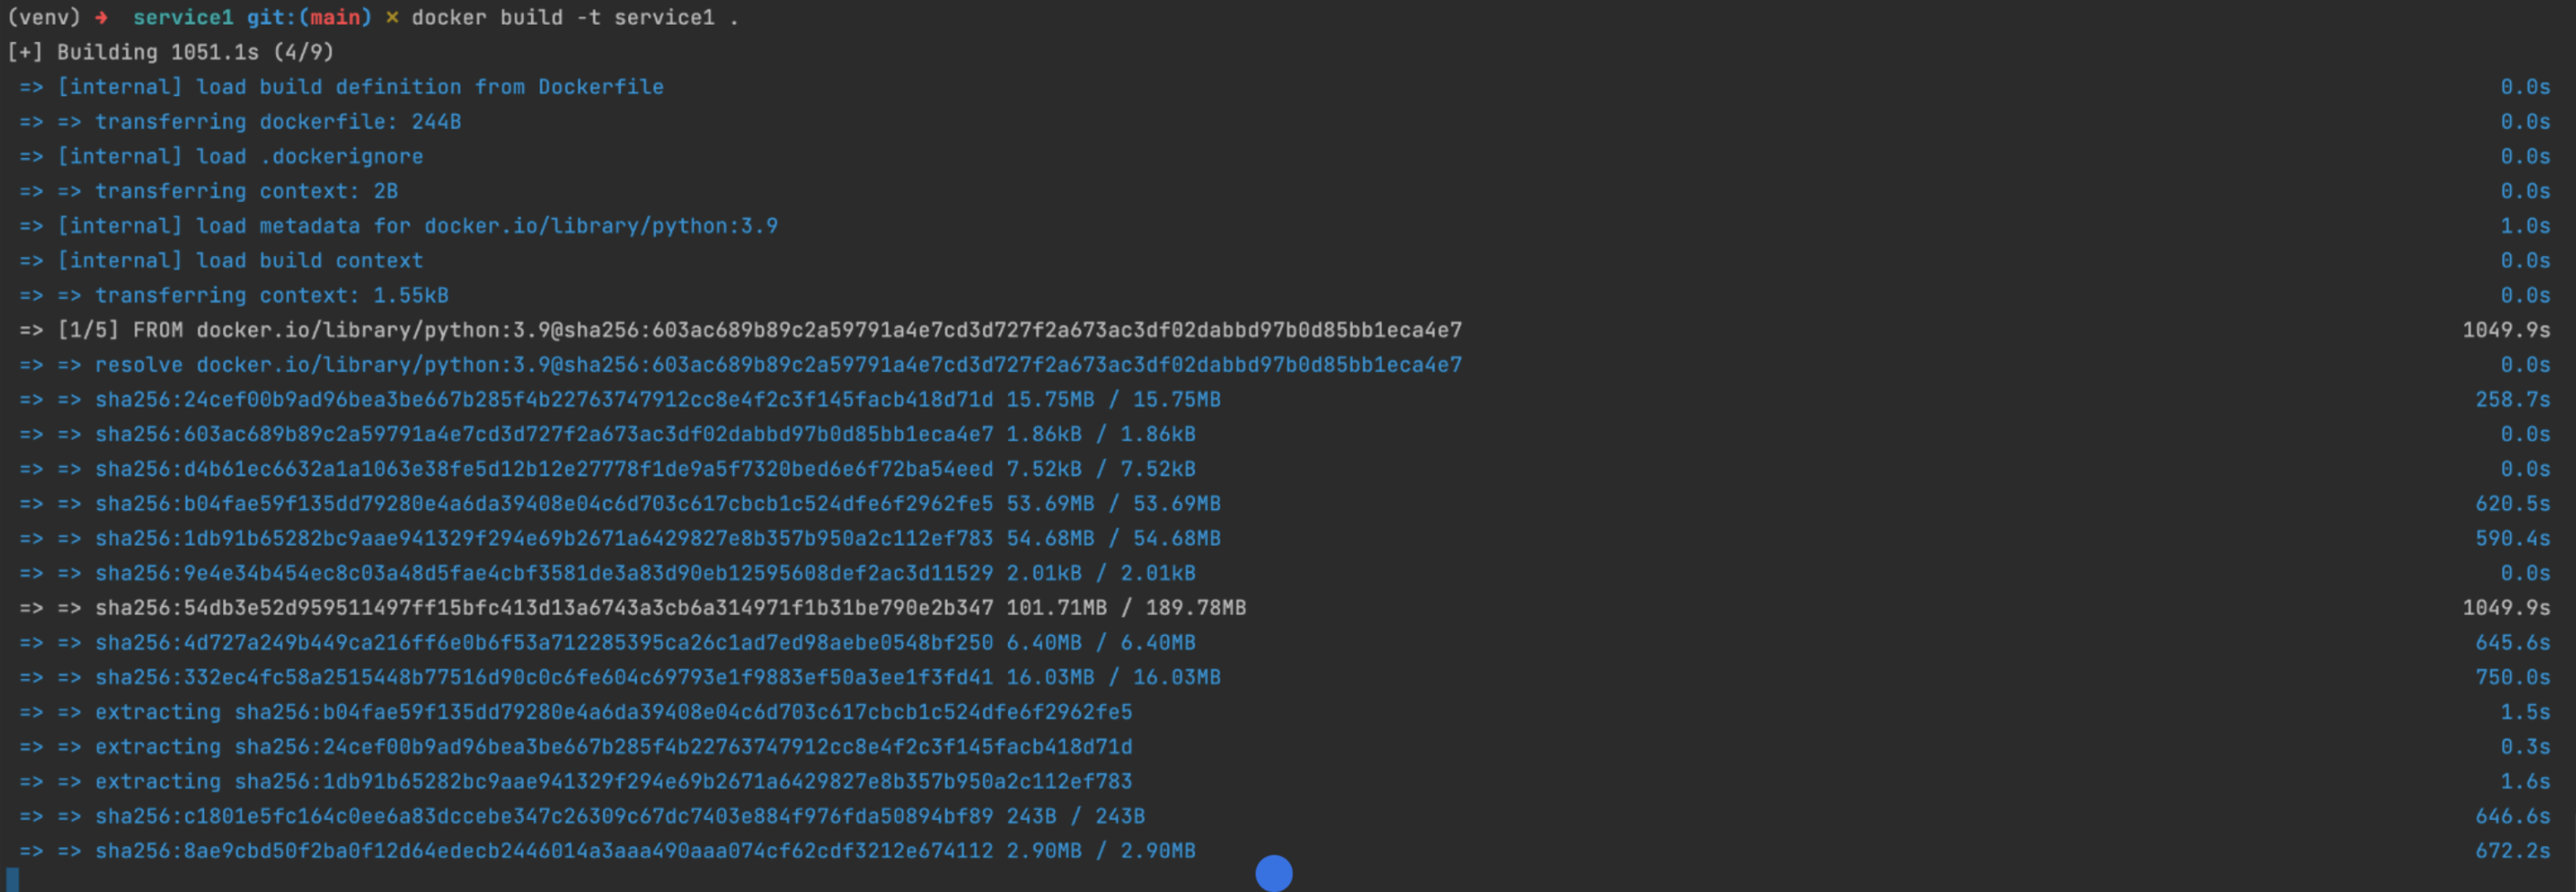 (venv) ➜  service1 git:(main) ✗ docker build -t service1 .
[+] Building 1051.1s (4/9)
=> [internal] load build definition from Dockerfile 0.0s
=> => transferring dockerfile: 244B 0.0s
=> [internal] load .dockerignore 0.0s
=> => transferring context: 2B 0.0s
=> [internal] load metadata for docker.io/library/python:3.9 1.0s
=> [internal] load build context 0.0s
=> => transferring context: 1.55kB 0.0s
=> [1/5] FROM docker.io/library/python:3.9@sha256:603ac689b89c2a59791a4e7cd3d727f2a673ac3df02dabbd97b0d85bb1eca4e7 1049.9s
=> => resolve docker.io/library/python:3.9@sha256:603ac689b89c2a59791a4e7cd3d727f2a673ac3df02dabbd97b0d85bb1eca4e7 0.0s
=> => sha256:24cef00b9ad96bea3be667b285f4b22763747912cc8e4f2c3f145facb418d71d 15.75MB / 15.75MB 258.7s
=> => sha256:603ac689b89c2a59791a4e7cd3d727f2a673ac3df02dabbd97b0d85bb1eca4e7 1.86kB / 1.86kB 0.0s
=> => sha256:d4b61ec6632a1a1063e38fe5d12b12e27778f1de9a5f7320bed6e6f72ba54eed 7.52kB / 7.52kB 0.0s
=> => sha256:b04fae59f135dd79280e4a6da39408e04c6d703c617cbcb1c524dfe6f2962fe5 53.69MB / 53.69MB 620.5s
=> => sha256:1db91b65282bc9aae941329f294e69b2671a6429827e8b357b950a2c112ef783 54.68MB / 54.68MB 590.4s
=> => sha256:9e4e34b454ec8c03a48d5fae4cbf3581de3a83d90eb12595608def2ac3d11529 2.01kB / 2.01kB 0.0s
=> => sha256:54db3e52d959511497ff15bfc413d13a6743a3cb6a314971f1b31be790e2b347 101.71MB / 189.78MB 1049.9s
=> => sha256:4d727a249b449ca216ff6e0b6f53a712285395ca26c1ad7ed98aebe0548bf250 6.40MB / 6.40MB 645.6s
=> => sha256:332ec4fc58a2515448b77516d90c0c6fe604c69793e1f9883ef50a3ee1f3fd41 16.03MB / 16.03MB 750.0s
=> => extracting sha256:b04fae59f135dd79280e4a6da39408e04c6d703c617cbcb1c524dfe6f2962fe5 1.5s
=> => extracting sha256:24cef00b9ad96bea3be667b285f4b22763747912cc8e4f2c3f145facb418d71d 0.3s
=> => extracting sha256:1db91b65282bc9aae941329f294e69b2671a6429827e8b357b950a2c112ef783 1.6s
=> => sha256:c1801e5fc164c0ee6a83dccebe347c26309c67dc7403e884f976fda50894bf89 243B / 243B 646.6s
=> => sha256:8ae9cbd50f2ba0f12d64edecb2446014a3aaa490aaa074cf62cdf3212e674112 2.90MB / 2.90MB 672.2s